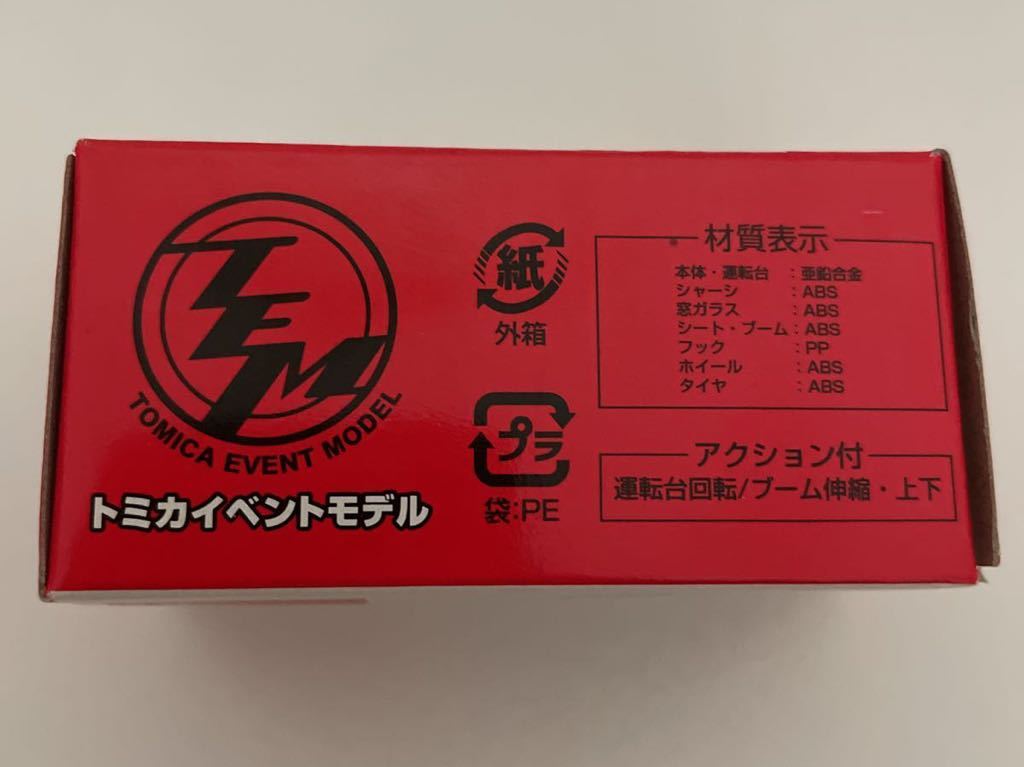 TEM
TOMICA EVENT MODEL
トミカイベントモデル
紙
外箱
プラ
袋:PE
材質表示
本体・運転台 : 亜鉛合金
シャーシ : ABS
窓ガラス : ABS
シート・ブーム : ABS
フック : PP
ホイール : ABS
タイヤ : ABS
アクション付
運転台回転/ブーム伸縮・上下